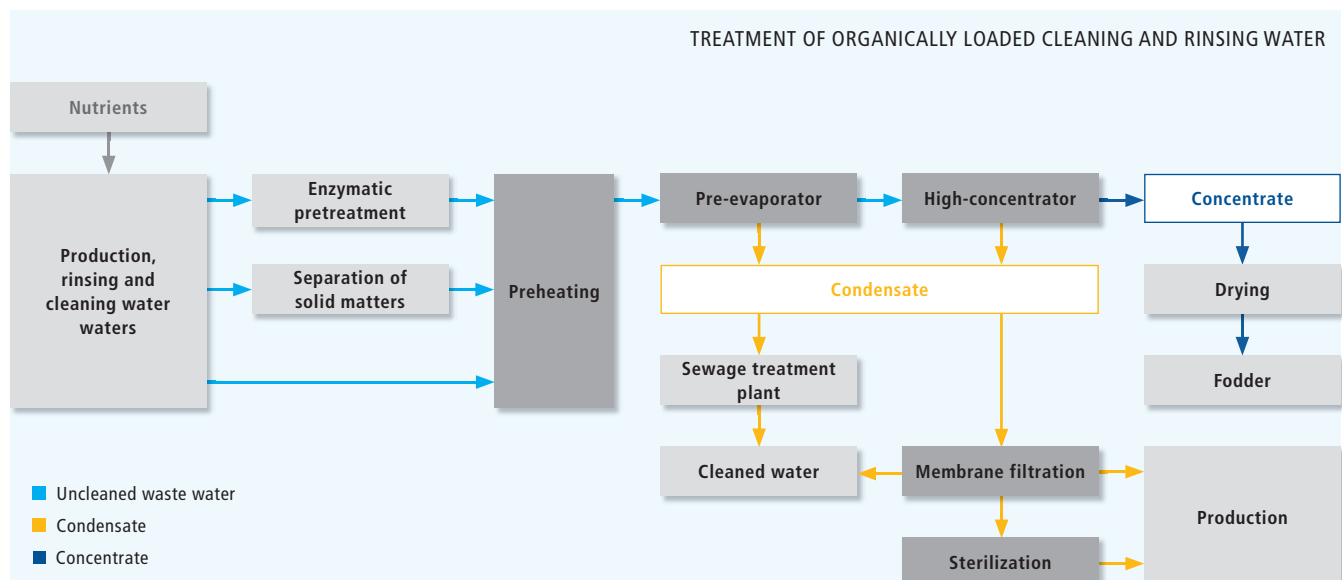 TREATMENT OF ORGANICALLY LOADED CLEANING AND RINSING WATER
Nutrients
Production,
rinsing and
cleaning water
waters
Enzymatic
pretreatment
Separation of
solid matters
Preheating
Pre-evaporator
High-concentrator
Concentrate
Condensate
Drying
Sewage treatment
plant
Fodder
Cleaned water
Membrane filtration
Production
Sterilization
Uncleaned waste water
Condensate
Concentrate